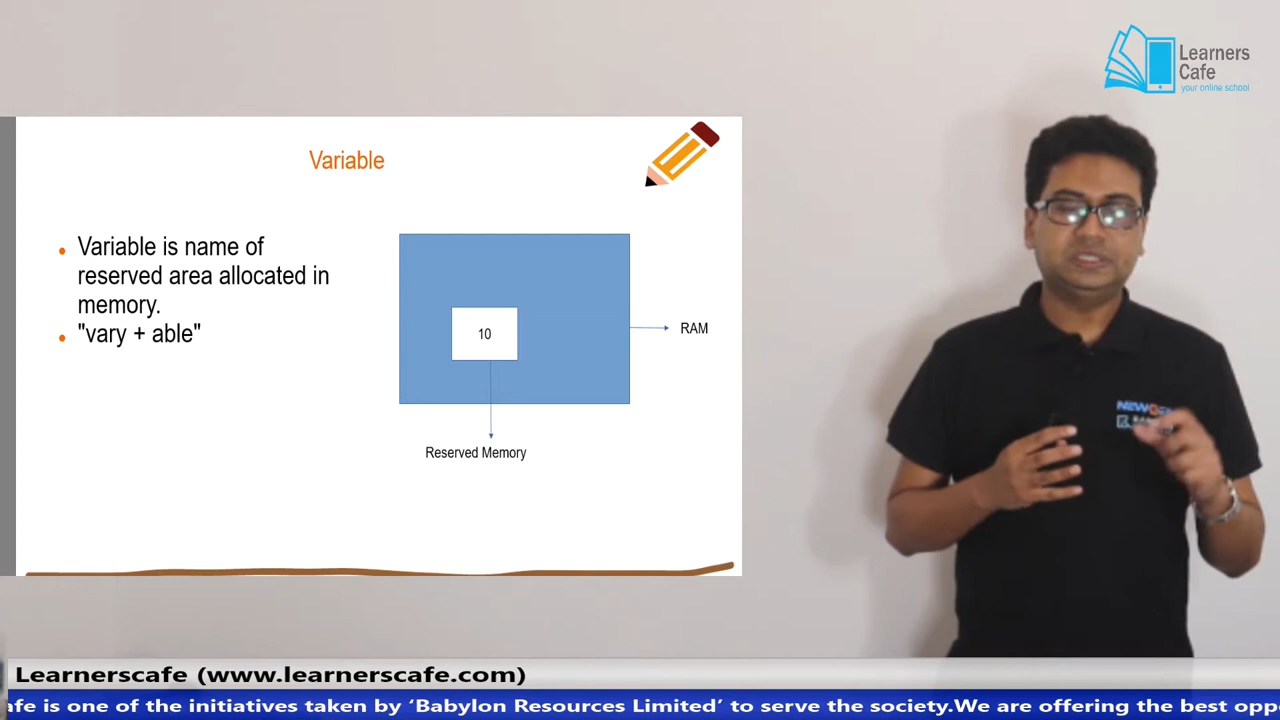 Learners
Cafe
your online school
Variable
Variable is name of
reserved area allocated in
memory.
"vary + able"
10
RAM
Reserved Memory
Learnerscafe (www.learnerscafe.com)
afe is one of the initiatives taken by ‘Babylon Resources Limited’ to serve the society.We are offering the best opp